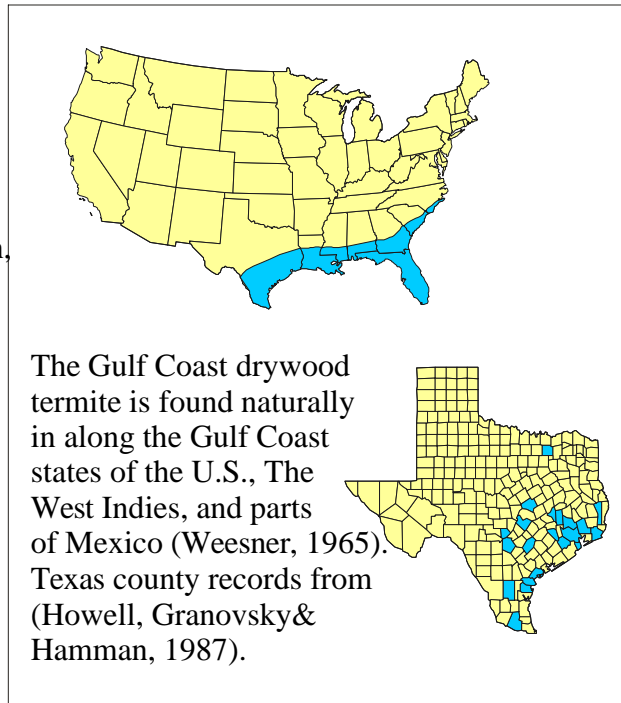 n,
The Gulf Coast drywood
termite is found naturally
in along the Gulf Coast
states of the U.S., The
West Indies, and parts
of Mexico (Weesner, 1965).
Texas county records from
(Howell, Granovsky&
Hamman, 1987).